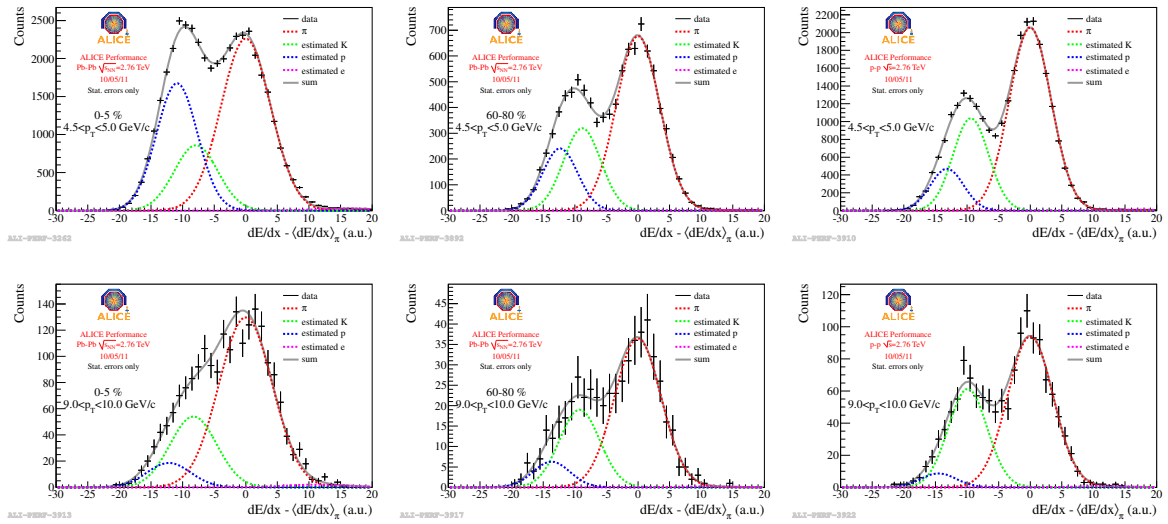 Counts
2500
2000
1500
1000
500
0
ALICE
ALICE Performance
Pb-Pb √sNN=2.76 TeV
10/05/11
Stat. errors only
0-5 %
4.5<pT<5.0 GeV/c
data
π
estimated K
estimated p
estimated e
sum
-30 -25 -20 -15 -10 -5 0 5 10 15 20
dE/dx - ⟨dE/dx⟩π (a.u.)
ALI-PERF-3262
Counts
800
700
600
500
400
300
200
100
0
ALICE
ALICE Performance
Pb-Pb √sNN=2.76 TeV
10/05/11
Stat. errors only
60-80 %
4.5<pT<5.0 GeV/c
data
π
estimated K
estimated p
estimated e
sum
-30 -25 -20 -15 -10 -5 0 5 10 15 20
dE/dx - ⟨dE/dx⟩π (a.u.)
ALI-PERF-3892
Counts
2200
2000
1800
1600
1400
1200
1000
800
600
400
200
0
ALICE
ALICE Performance
p-p √s=2.76 TeV
10/05/11
Stat. errors only
4.5<pT<5.0 GeV/c
data
π
estimated K
estimated p
estimated e
sum
-30 -25 -20 -15 -10 -5 0 5 10 15 20
dE/dx - ⟨dE/dx⟩π (a.u.)
ALI-PERF-3910
Counts
140
120
100
80
60
40
20
0
ALICE
ALICE Performance
Pb-Pb √sNN=2.76 TeV
10/05/11
Stat. errors only
0-5 %
9.0<pT<10.0 GeV/c
data
π
estimated K
estimated p
estimated e
sum
-30 -25 -20 -15 -10 -5 0 5 10 15 20
dE/dx - ⟨dE/dx⟩π (a.u.)
ALI-PERF-3913
Counts
45
40
35
30
25
20
15
10
5
0
ALICE
ALICE Performance
Pb-Pb √sNN=2.76 TeV
10/05/11
Stat. errors only
60-80 %
9.0<pT<10.0 GeV/c
data
π
estimated K
estimated p
estimated e
sum
-30 -25 -20 -15 -10 -5 0 5 10 15 20
dE/dx - ⟨dE/dx⟩π (a.u.)
ALI-PERF-3917
Counts
120
100
80
60
40
20
0
ALICE
ALICE Performance
p-p √s=2.76 TeV
10/05/11
Stat. errors only
9.0<pT<10.0 GeV/c
data
π
estimated K
estimated p
estimated e
sum
-30 -25 -20 -15 -10 -5 0 5 10 15 20
dE/dx - ⟨dE/dx⟩π (a.u.)
ALI-PERF-3922